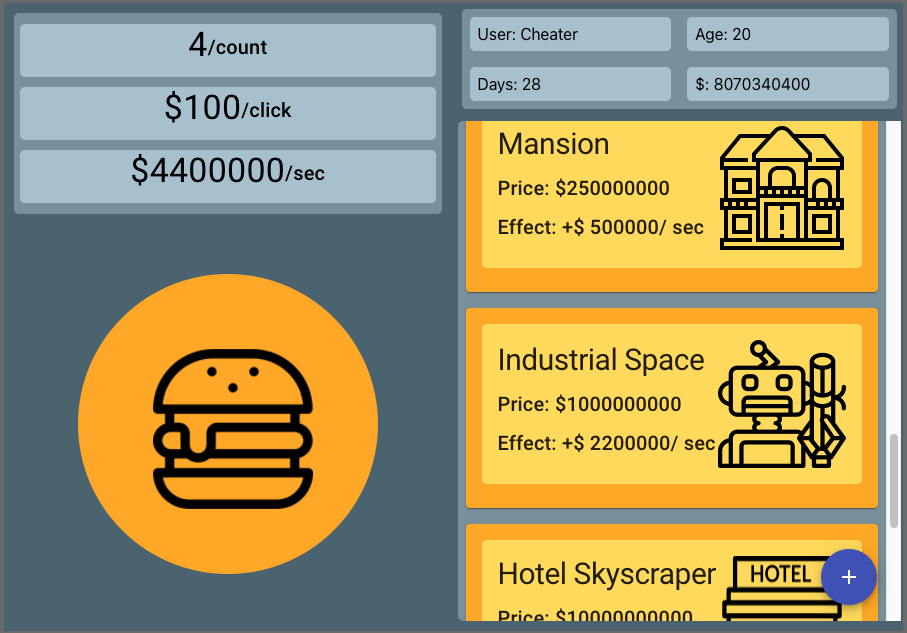 4/count
$100/click
$4400000/sec
User: Cheater
Age: 20
Days: 28
$: 8070340400
Mansion
Price: $250000000
Effect: +$ 500000/ sec
Industrial Space
Price: $1000000000
Effect: +$ 2200000/ sec
Hotel Skyscraper
HOTEL
+
Price: $10000000000